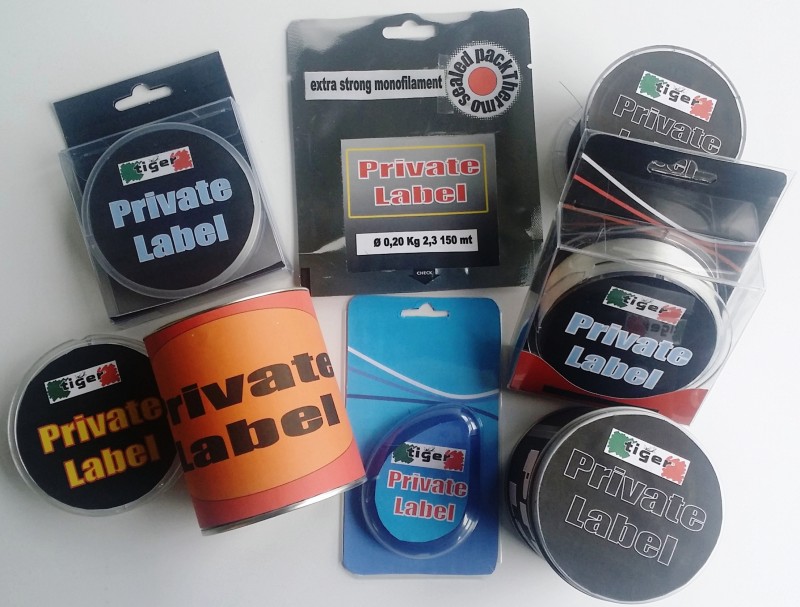 tiger
Private
Label
extra strong monofilament
Thermo sealed pack
Private
Label
Ø 0,20 Kg 2,3 150 mt
CHECK
tiger
Private
tiger
Private
Label
tiger
Private
Label
Private
Label
tiger
Private
Label
tiger
Private
Label